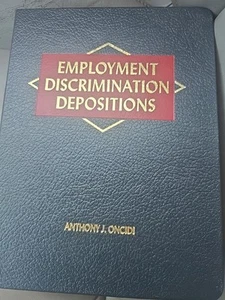 EMPLOYMENT
DISCRIMINATION
DEPOSITIONS
ANTHONY J. ONCIDI